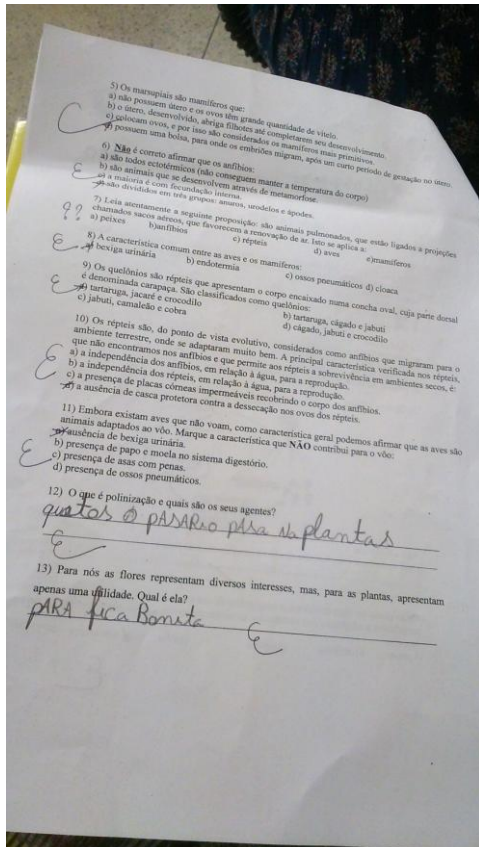 5) Os marsupiais são mamíferos que:
a) não possuem útero e os ovos têm grande quantidade de vitelo.
b) o útero, desenvolvido, abriga filhotes até completarem seu desenvolvimento.
c) colocam ovos, e por isso são considerados os mamíferos mais primitivos.
possuem uma bolsa, para onde os embriões migram, após um curto período de gestação no útero.
C
6) Não é correto afirmar que os anfíbios:
a) são todos ectotérmicos (não conseguem manter a temperatura do corpo)
b) são animais que se desenvolvem através de metamorfose.
a maioria é com fecundação interna.
são divididos em três grupos: anuros, urodelos e ápodes.
E
7) Leia atentamente a seguinte proposição: são animais pulmonados, que estão ligados a projeções
chamados sacos aéreos, que favorecem a renovação de ar. Isto se aplica a:
a) peixes b)anfíbios c) répteis d) aves e)mamíferos
??
8) A característica comum entre as aves e os mamíferos:
bexiga urinária b) endotermia c) ossos pneumáticos d) cloaca
E
9) Os quelônios são répteis que apresentam o corpo encaixado numa concha oval, cuja parte dorsal
é denominada carapaça. São classificados como quelônios:
tartaruga, jacaré e crocodilo b) tartaruga, cágado e jabuti
c) jabuti, camaleão e cobra d) cágado, jabuti e crocodilo
E
10) Os répteis são, do ponto de vista evolutivo, considerados como anfíbios que migraram para o
ambiente terrestre, onde se adaptaram muito bem. A principal característica verificada nos répteis,
que não encontramos nos anfíbios e que permite aos répteis a sobrevivência em ambientes secos, é:
a) a independência dos anfíbios, em relação à água, para a reprodução.
b) a independência dos répteis, em relação à água, para a reprodução.
c) a presença de placas córneas impermeáveis recobrindo o corpo dos anfíbios.
a ausência de casca protetora contra a dessecação nos ovos dos répteis.
E
11) Embora existam aves que não voam, como característica geral podemos afirmar que as aves são
animais adaptados ao vôo. Marque a característica que NÃO contribui para o vôo:
ausência de bexiga urinária.
b) presença de papo e moela no sistema digestório.
c) presença de asas com penas.
d) presença de ossos pneumáticos.
E
12) O que é polinização e quais são os seus agentes?
O PASARIO PASA Na plantas
E
13) Para nós as flores representam diversos interesses, mas, para as plantas, apresentam
apenas uma utilidade. Qual é ela?
PARA fica Bonita E